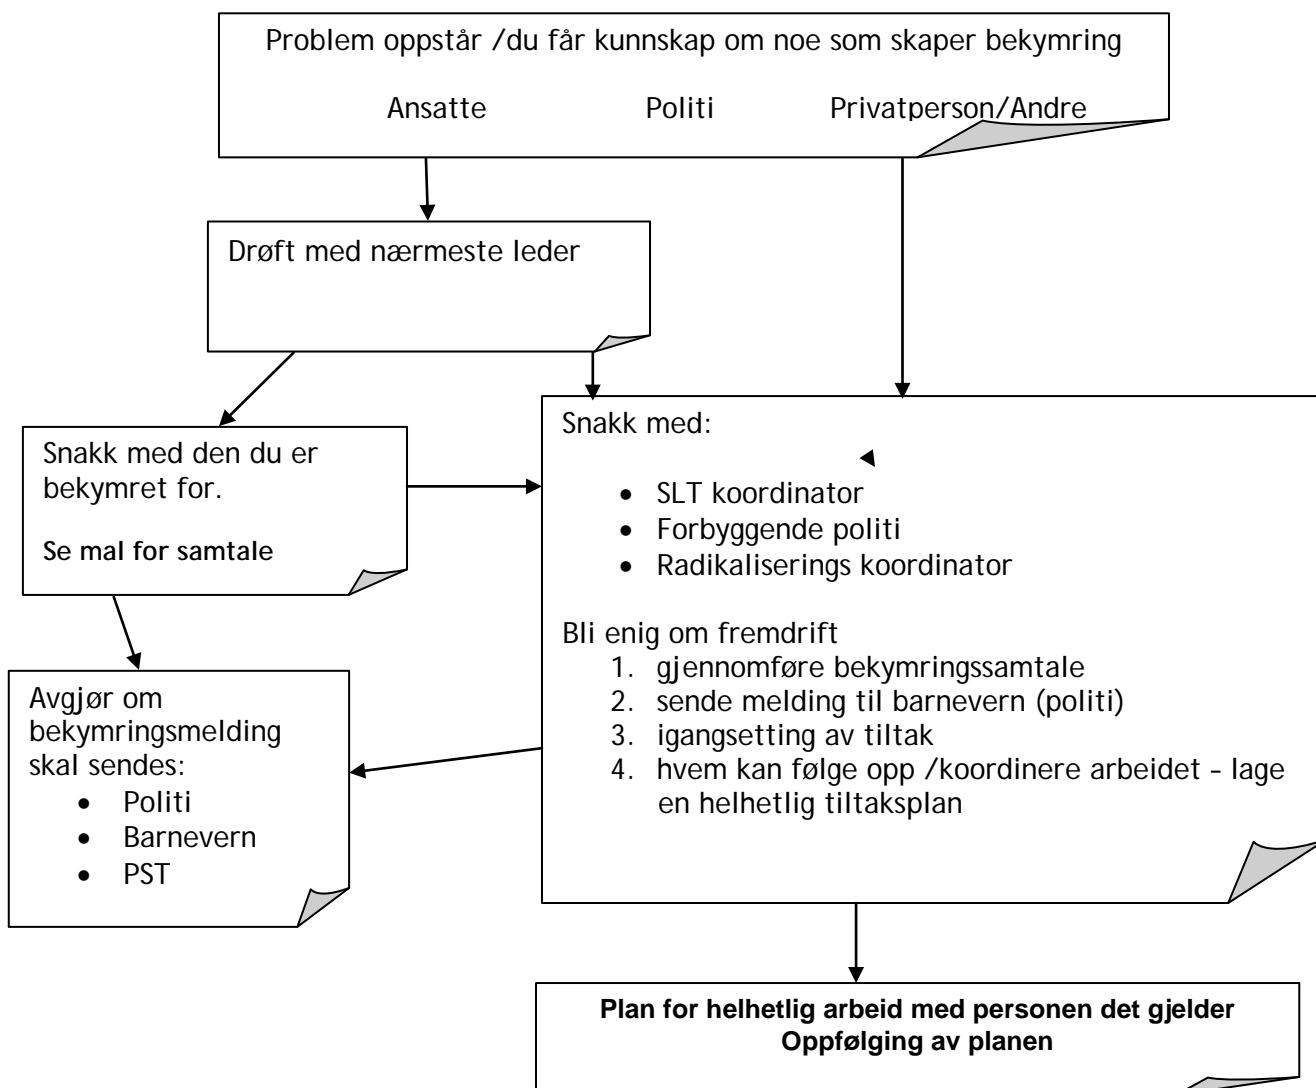 Problem oppstår /du får kunnskap om noe som skaper bekymring
Ansatte Politi Privatperson/Andre
Drøft med nærmeste leder
Snakk med den du er
bekymret for.
Se mal for samtale
Snakk med:
• SLT koordinator
• Forbyggende politi
• Radikaliserings koordinator
Bli enig om fremdrift
1. gjennomføre bekymringssamtale
2. sende melding til barnevern (politi)
3. igangsetting av tiltak
4. hvem kan følge opp /koordinere arbeidet - lage
en helhetlig tiltaksplan
Avgjør om
bekymringsmelding
skal sendes:
• Politi
• Barnevern
• PST
Plan for helhetlig arbeid med personen det gjelder
Oppfølging av planen